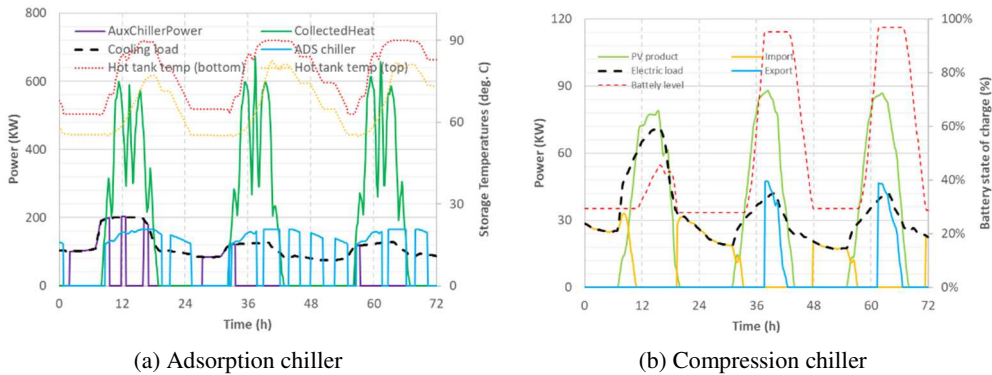 800
600
400
200
0
Power (KW)
AuxChillerPower
CollectedHeat
Cooling load
ADS chiller
Hot tank temp (bottom)
Hot tank temp (top)
90
60
30
0
Storage Temperatures (deg. C)
0 12 24 36 48 60 72
Time (h)
(a) Adsorption chiller
120
90
60
30
0
Power (KW)
PV product
Import
Electric load
Export
Battely level
100%
80%
60%
40%
20%
0%
Battery state of charge (%)
0 12 24 36 48 60 72
Time (h)
(b) Compression chiller